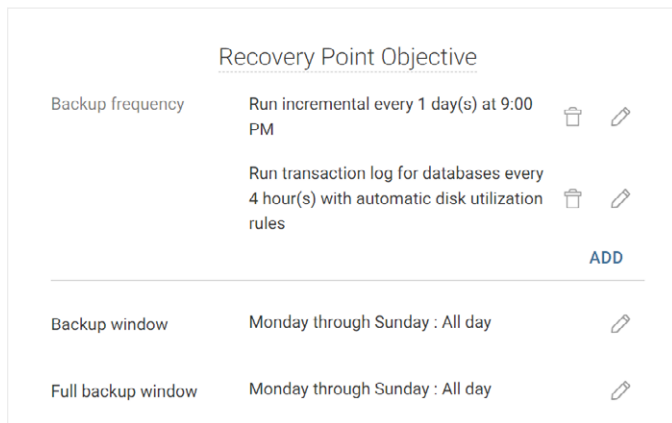 Recovery Point Objective
Backup frequency
Run incremental every 1 day(s) at 9:00
PM
Run transaction log for databases every
4 hour(s) with automatic disk utilization
rules
ADD
Backup window
Monday through Sunday : All day
Full backup window
Monday through Sunday : All day